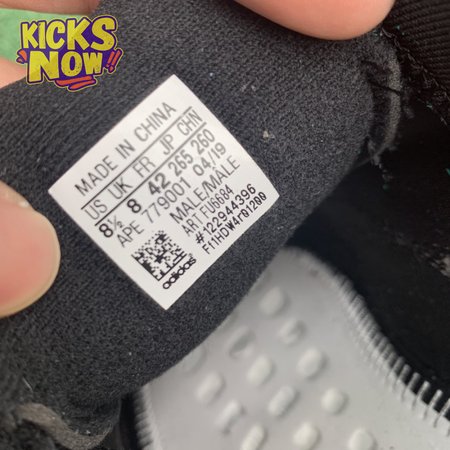 KICKS
NOW!
MADE IN CHINA
US UK FR JP CHN
8½ 8 42 265 260
APE 779001 04/19
MALE/MALE
ART FU6684
#122944396
F11HDW4F01200
adidas